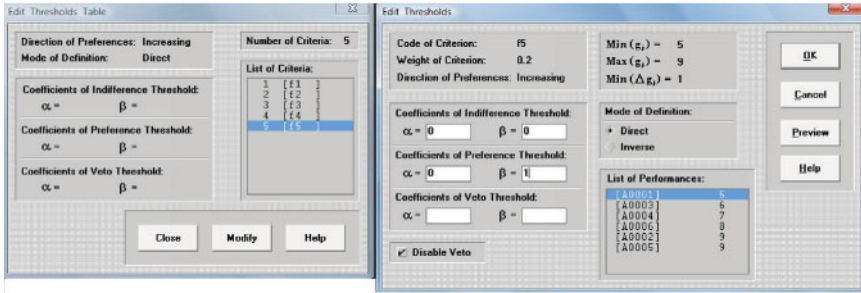 Edit Thresholds Table
Direction of Preferences: Increasing
Mode of Definition: Direct
Number of Criteria: 5
Coefficients of Indifference Threshold:
α = β =
Coefficients of Preference Threshold:
α = β =
Coefficients of Veto Threshold:
α = β =
List of Criteria:
1 [f1 ]
2 [f2 ]
3 [f3 ]
4 [f4 ]
5 [f5 ]
Close Modify Help
Edit Thresholds
Code of Criterion: f5
Weight of Criterion: 0.2
Direction of Preferences: Increasing
Min (gⱼ) = 5
Max (gⱼ) = 9
Min (Δgⱼ) = 1
Coefficients of Indifference Threshold:
α = 0 β = 0
Coefficients of Preference Threshold:
α = 0 β = 1
Coefficients of Veto Threshold:
α = β =
Disable Veto
Mode of Definition:
Direct
Inverse
List of Performances:
[A0001] 5
[A0003] 6
[A0004] 7
[A0006] 8
[A0002] 9
[A0005] 9
OK
Cancel
Preview
Help